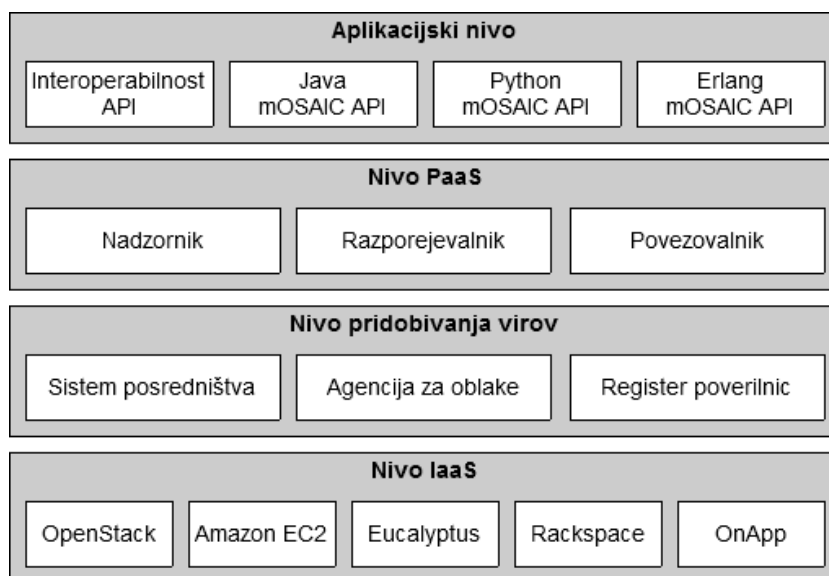 Aplikacijski nivo
Interoperabilnost
API
Java
mOSAIC API
Python
mOSAIC API
Erlang
mOSAIC API
Nivo PaaS
Nadzornik
Razporejevalnik
Povezovalnik
Nivo pridobivanja virov
Sistem posredništva
Agencija za oblake
Register poverilnic
Nivo IaaS
OpenStack
Amazon EC2
Eucalyptus
Rackspace
OnApp